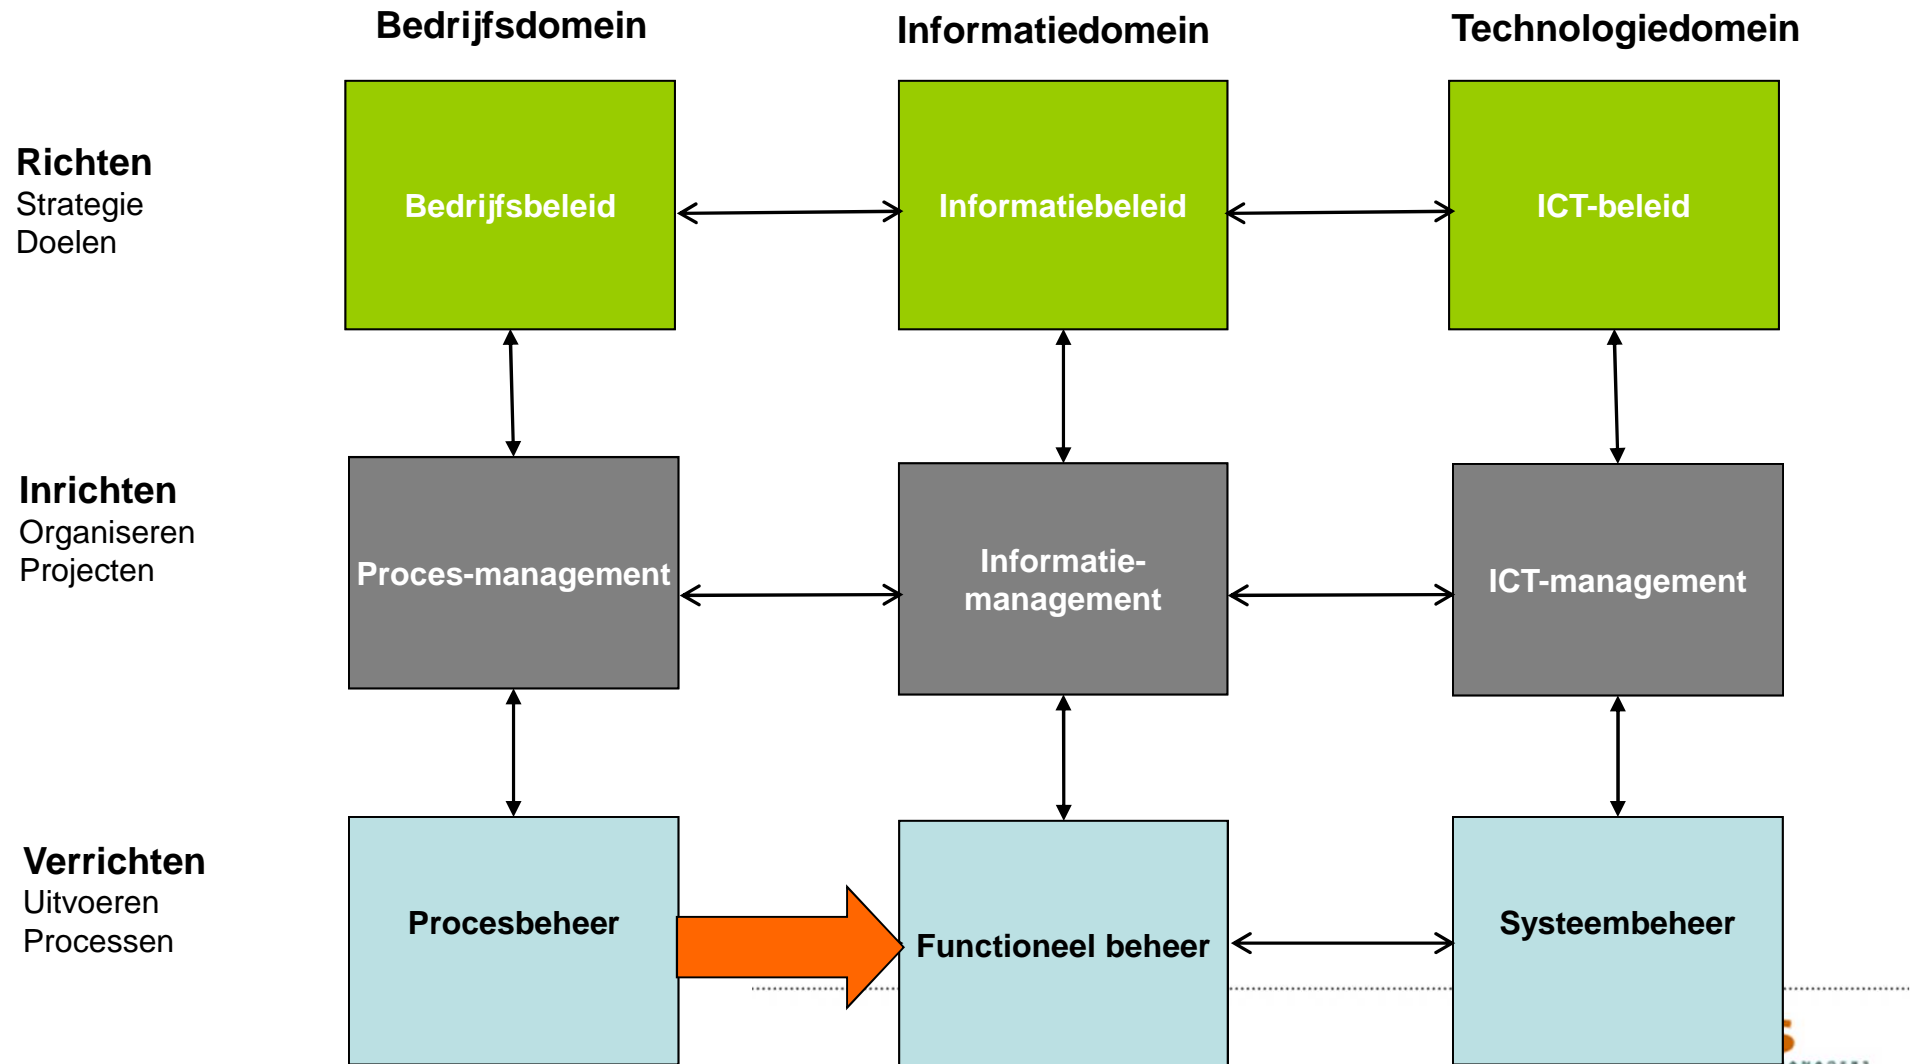 Bedrijfsdomein
Informatiedomein
Technologiedomein
Richten
Strategie
Doelen
Bedrijfsbeleid
Informatiebeleid
ICT-beleid
Inrichten
Organiseren
Projecten
Proces-management
Informatie-
management
ICT-management
Verrichten
Uitvoeren
Processen
Procesbeheer
Functioneel beheer
Systeembeheer